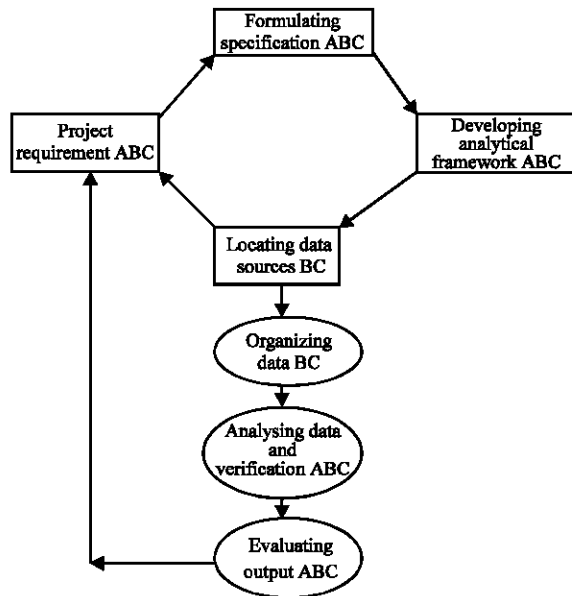 Formulating
specification ABC
Project
requirement ABC
Developing
analytical
framework ABC
Locating data
sources BC
Organizing
data BC
Analysing data
and
verification ABC
Evaluating
output ABC